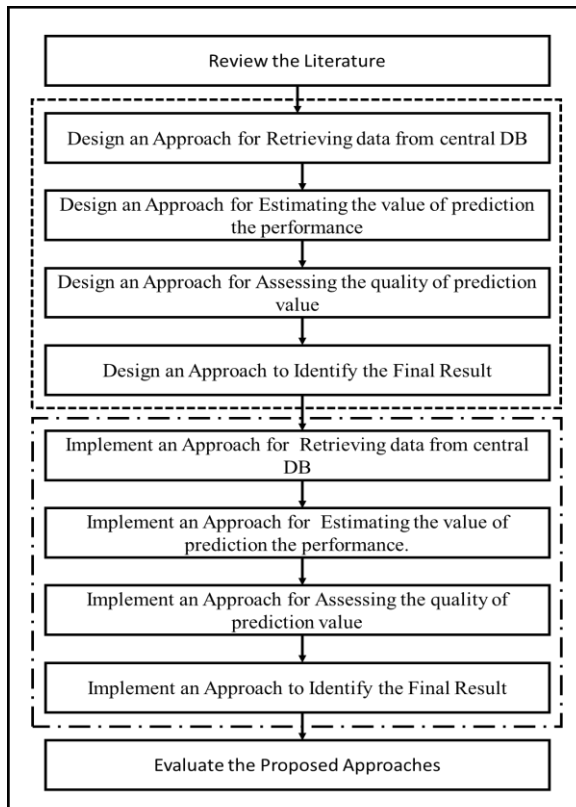 Review the Literature
Design an Approach for Retrieving data from central DB
Design an Approach for Estimating the value of prediction
the performance
Design an Approach for Assessing the quality of prediction
value
Design an Approach to Identify the Final Result
Implement an Approach for Retrieving data from central
DB
Implement an Approach for Estimating the value of
prediction the performance.
Implement an Approach for Assessing the quality of
prediction value
Implement an Approach to Identify the Final Result
Evaluate the Proposed Approaches